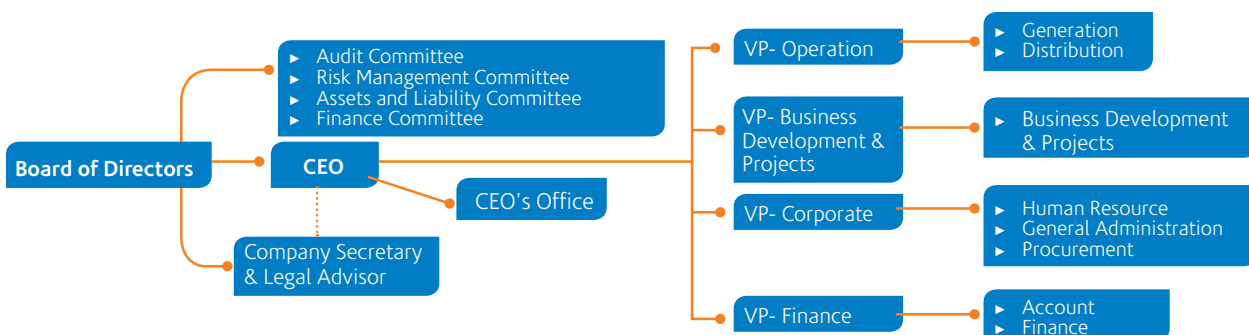 Board of Directors
► Audit Committee
► Risk Management Committee
► Assets and Liability Committee
► Finance Committee
CEO
CEO's Office
Company Secretary
& Legal Advisor
VP- Operation
► Generation
► Distribution
VP- Business
Development &
Projects
► Business Development
& Projects
VP- Corporate
► Human Resource
► General Administration
► Procurement
VP- Finance
► Account
► Finance